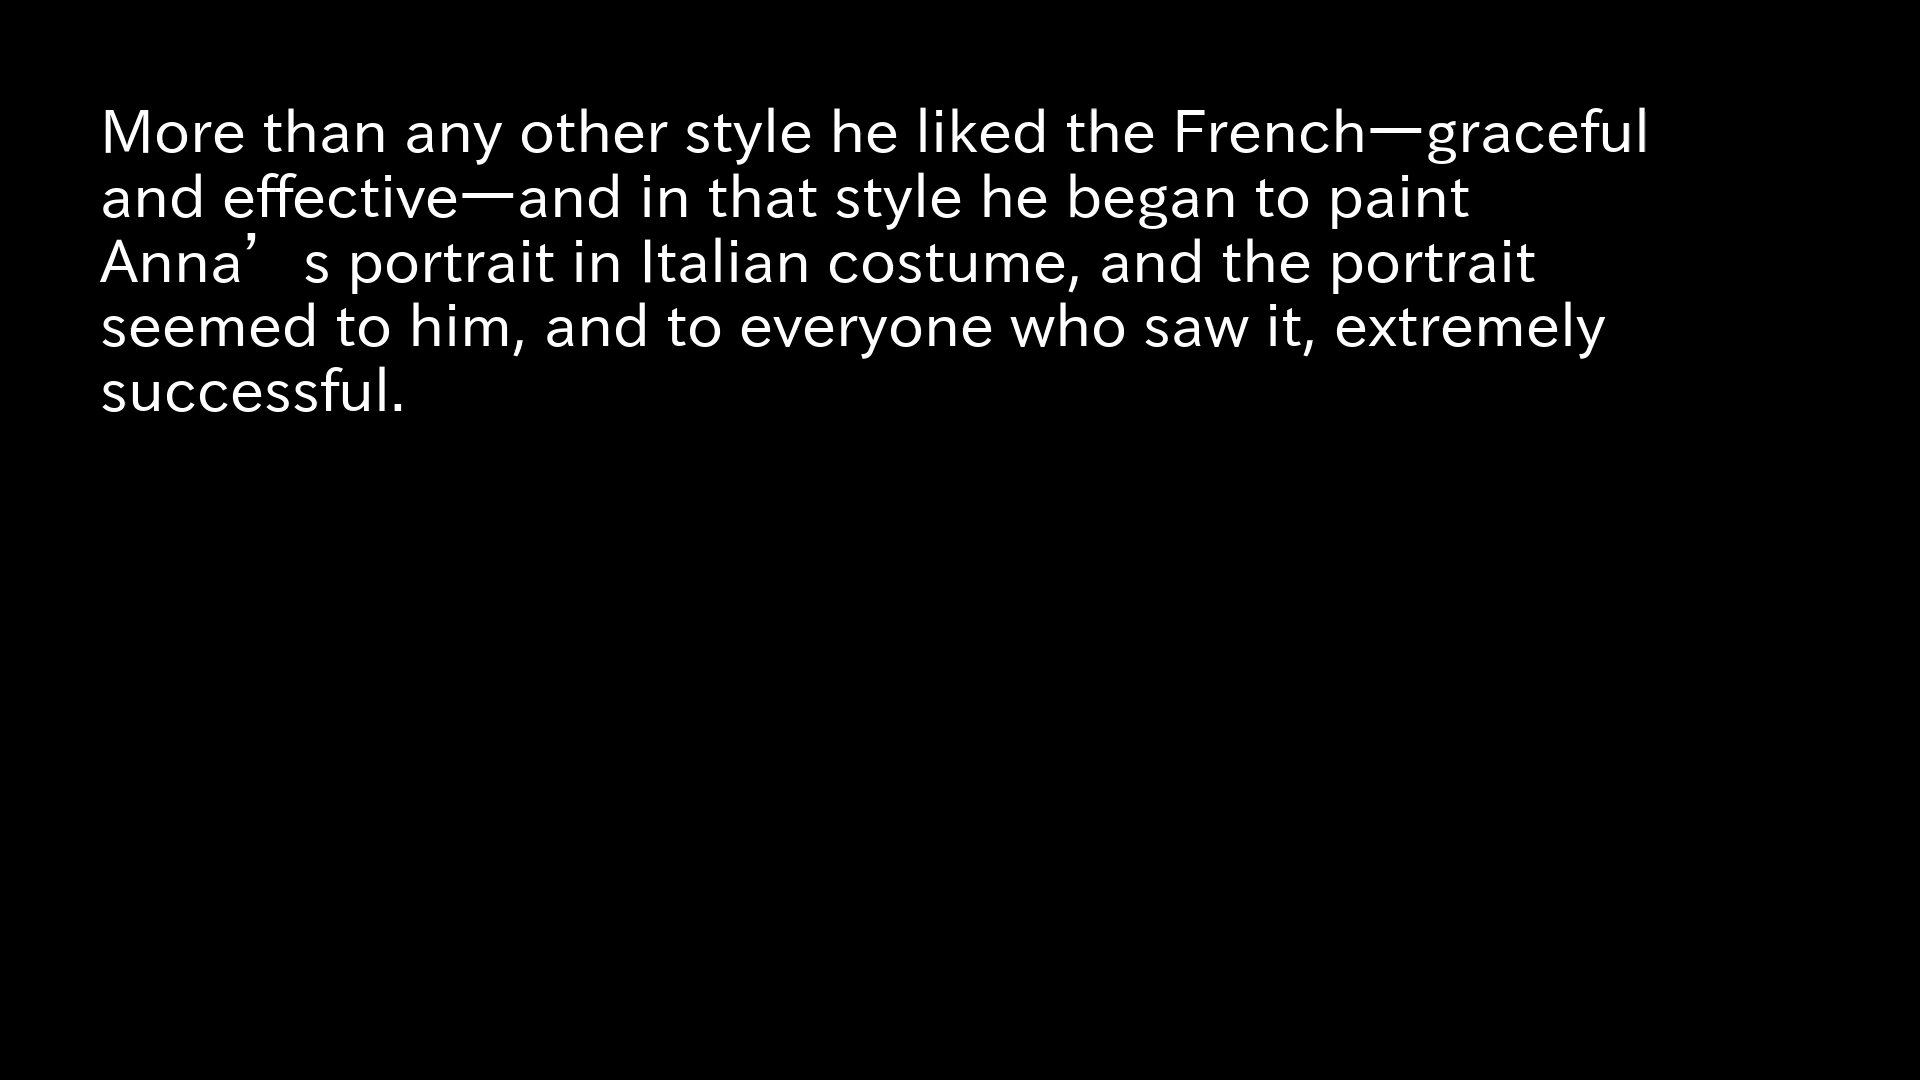 More than any other style he liked the French—graceful
and effective—and in that style he began to paint
Anna’s portrait in Italian costume, and the portrait
seemed to him, and to everyone who saw it, extremely
successful.